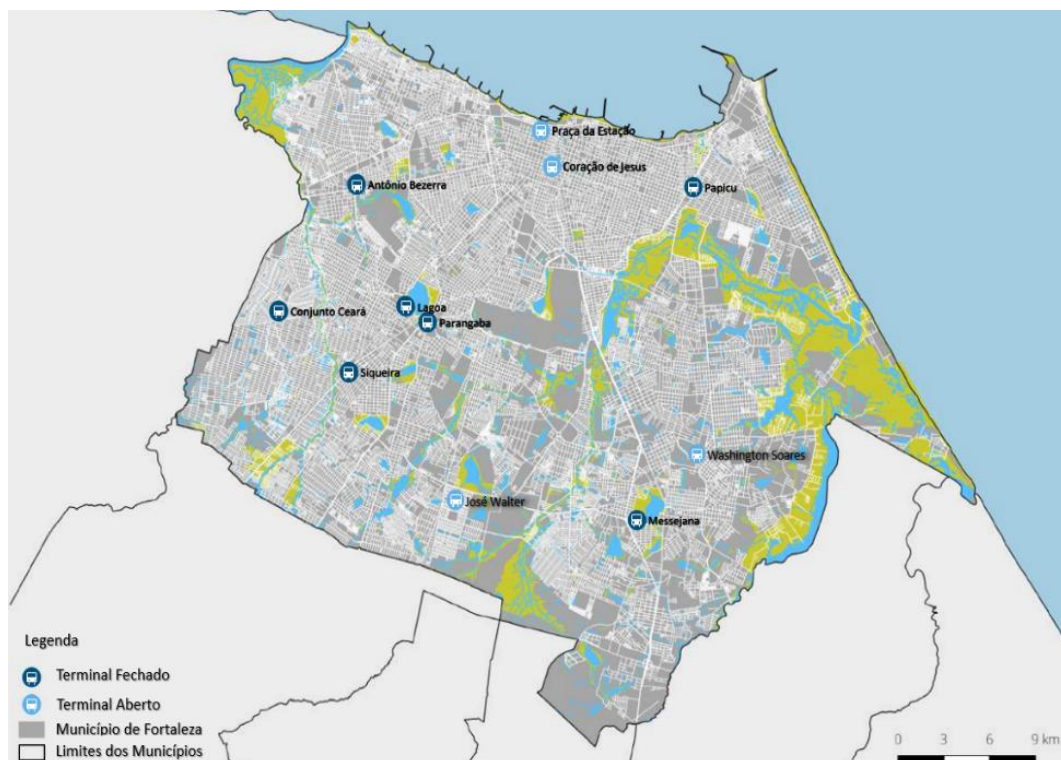 Praça da Estação
Coração de Jesus
Antônio Bezerra
Papicu
Lagoa
Conjunto Ceará
Parangaba
Siqueira
Washington Soares
José Walter
Messejana
Legenda
Terminal Fechado
Terminal Aberto
Município de Fortaleza
Limites dos Municípios
0 3 6 9 km